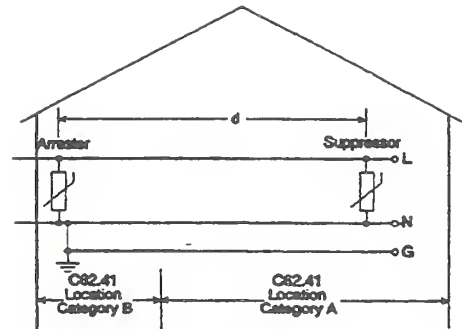 d
Arrester
Suppressor
L
N
G
C62.41
Location
Category B
C62.41
Location
Category A